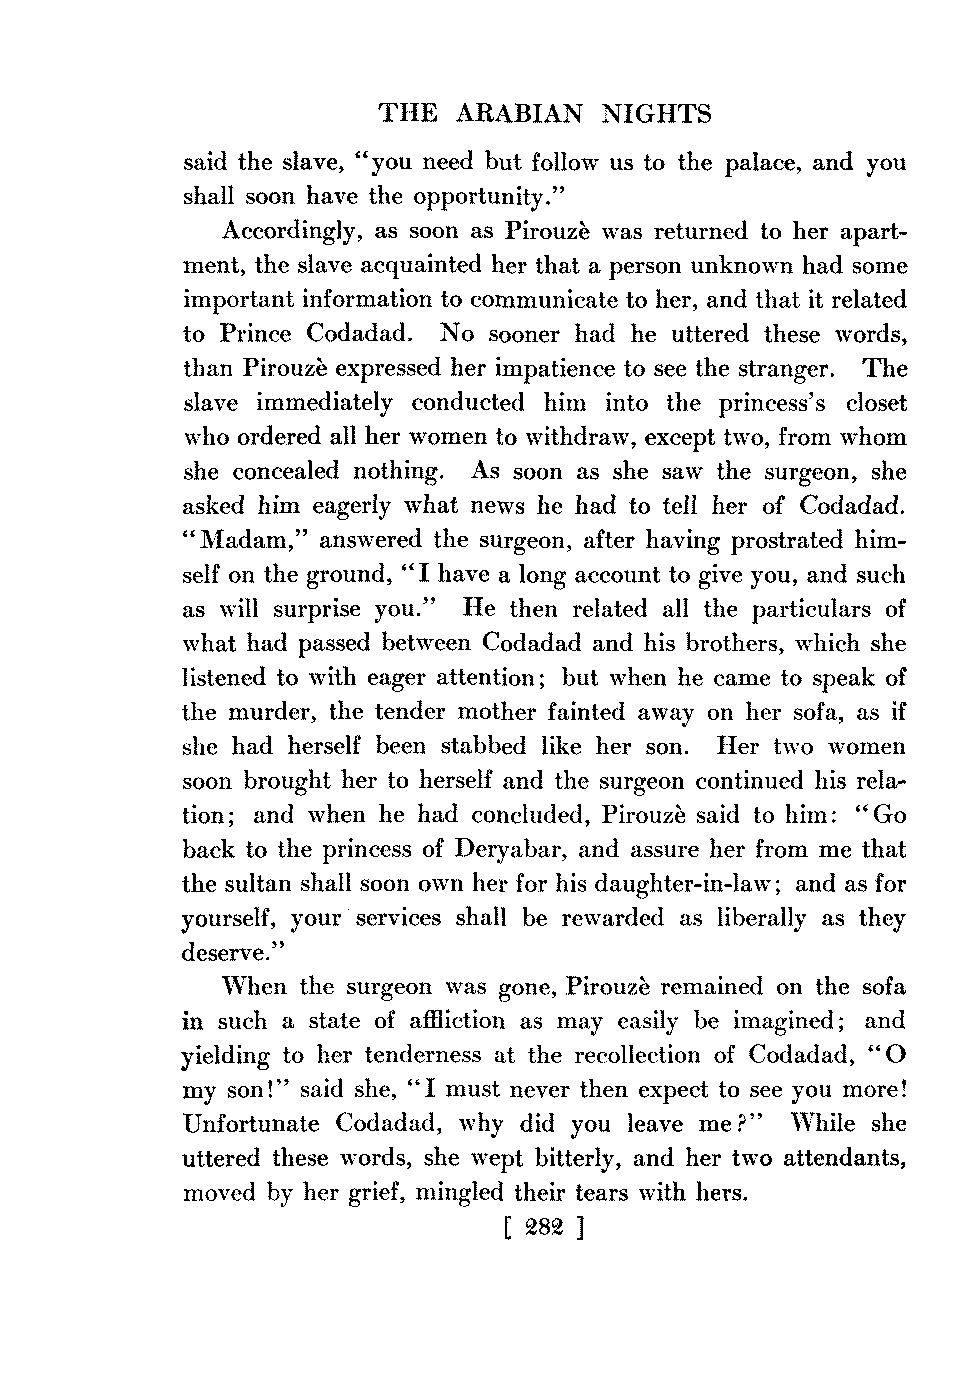 THE ARABIAN NIGHTS
said the slave, “you need but follow us to the palace, and you
shall soon have the opportunity.”
Accordingly, as soon as Pirouzè was returned to her apart-
ment, the slave acquainted her that a person unknown had some
important information to communicate to her, and that it related
to Prince Codadad. No sooner had he uttered these words,
than Pirouzè expressed her impatience to see the stranger. The
slave immediately conducted him into the princess’s closet
who ordered all her women to withdraw, except two, from whom
she concealed nothing. As soon as she saw the surgeon, she
asked him eagerly what news he had to tell her of Codadad.
“Madam,” answered the surgeon, after having prostrated him-
self on the ground, “I have a long account to give you, and such
as will surprise you.” He then related all the particulars of
what had passed between Codadad and his brothers, which she
listened to with eager attention; but when he came to speak of
the murder, the tender mother fainted away on her sofa, as if
she had herself been stabbed like her son. Her two women
soon brought her to herself and the surgeon continued his rela-
tion; and when he had concluded, Pirouzè said to him: “Go
back to the princess of Deryabar, and assure her from me that
the sultan shall soon own her for his daughter-in-law; and as for
yourself, your services shall be rewarded as liberally as they
deserve.”
When the surgeon was gone, Pirouzè remained on the sofa
in such a state of affliction as may easily be imagined; and
yielding to her tenderness at the recollection of Codadad, “O
my son!” said she, “I must never then expect to see you more!
Unfortunate Codadad, why did you leave me?” While she
uttered these words, she wept bitterly, and her two attendants,
moved by her grief, mingled their tears with hers.
[ 282 ]